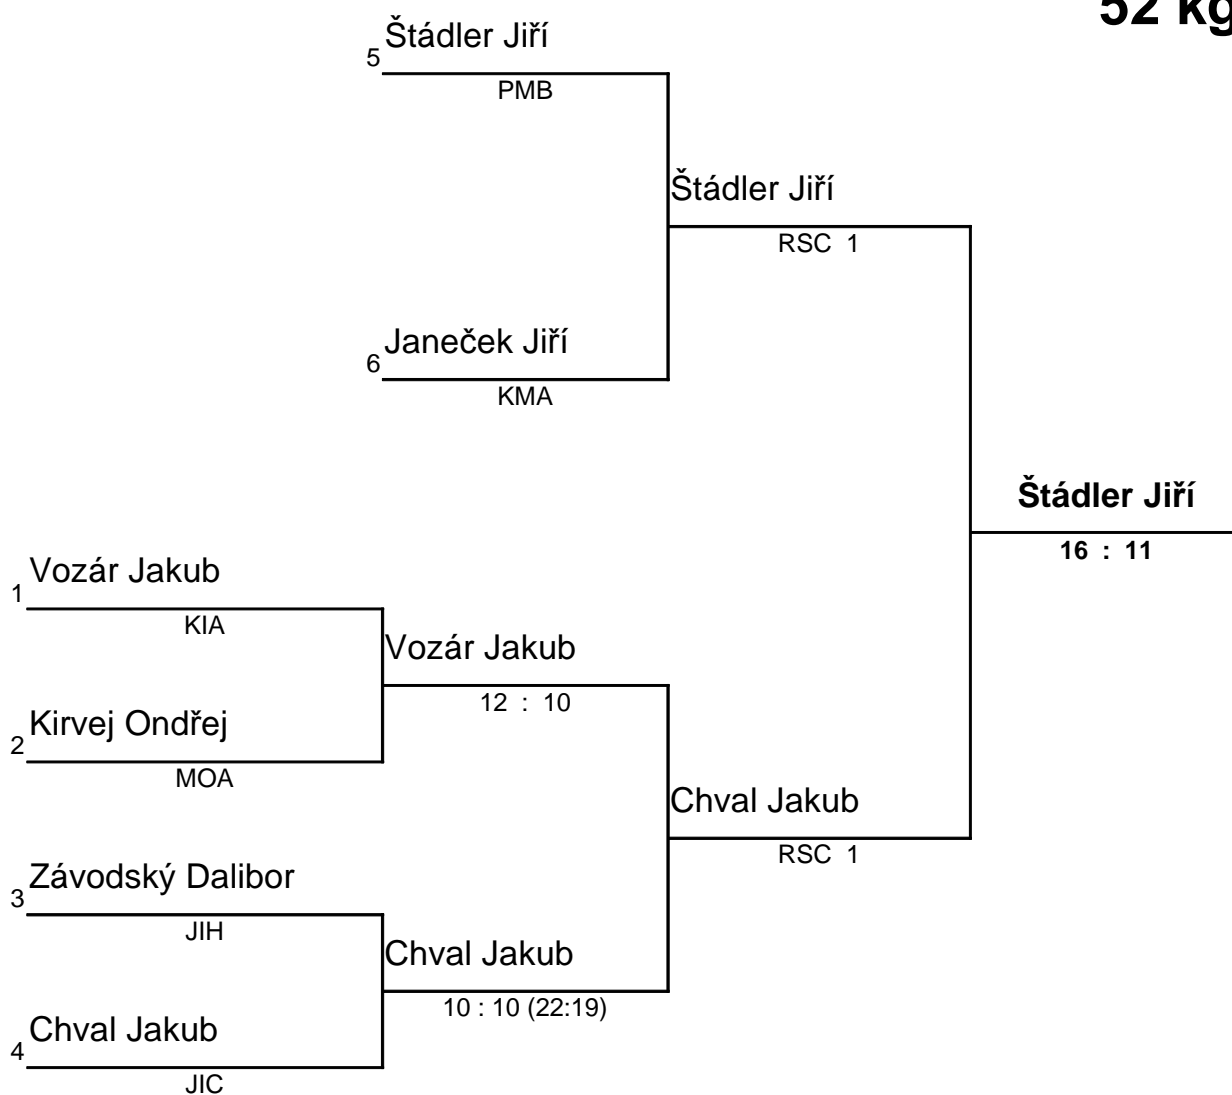 52 kg
5 Štádler Jiří
PMB
Štádler Jiří
RSC 1
6 Janeček Jiří
KMA
Štádler Jiří
16 : 11
1 Vozár Jakub
KIA
Vozár Jakub
12 : 10
2 Kirvej Ondřej
MOA
Chval Jakub
RSC 1
3 Závodský Dalibor
JIH
Chval Jakub
10 : 10 (22:19)
4 Chval Jakub
JIC